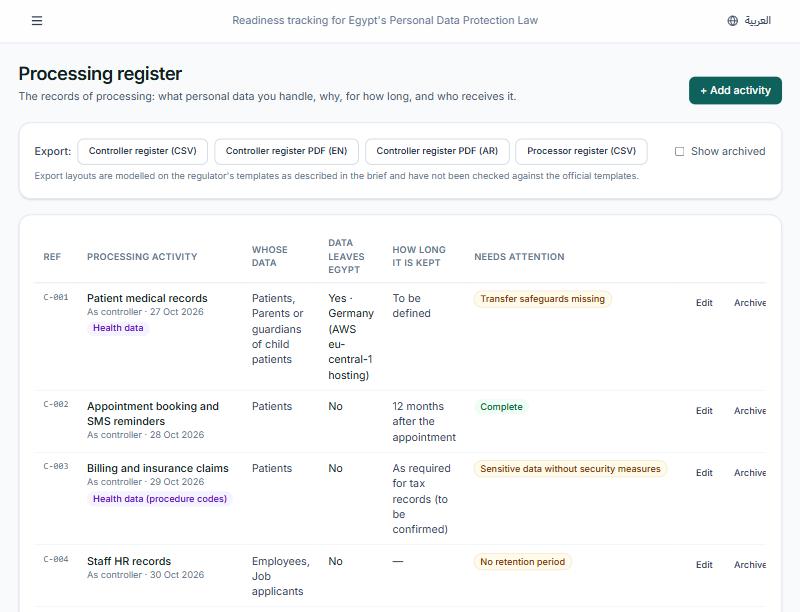 Readiness tracking for Egypt's Personal Data Protection Law
العربية
Processing register
The records of processing: what personal data you handle, why, for how long, and who receives it.
+ Add activity
Export:
Controller register (CSV)
Controller register PDF (EN)
Controller register PDF (AR)
Processor register (CSV)
Show archived
Export layouts are modelled on the regulator's templates as described in the brief and have not been checked against the official templates.
REF
PROCESSING ACTIVITY
WHOSE
DATA
DATA
LEAVES
EGYPT
HOW LONG
IT IS KEPT
NEEDS ATTENTION
C-001
Patient medical records
As controller · 27 Oct 2026
Health data
Patients,
Parents or
guardians
of child
patients
Yes ·
Germany
(AWS
eu-
central-1
hosting)
To be
defined
Transfer safeguards missing
Edit
Archive
C-002
Appointment booking and
SMS reminders
As controller · 28 Oct 2026
Patients
No
12 months
after the
appointment
Complete
Edit
Archive
C-003
Billing and insurance claims
As controller · 29 Oct 2026
Health data (procedure codes)
Patients
No
As required
for tax
records (to
be
confirmed)
Sensitive data without security measures
Edit
Archive
C-004
Staff HR records
As controller · 30 Oct 2026
Employees,
Job
applicants
No
—
No retention period
Edit
Archive